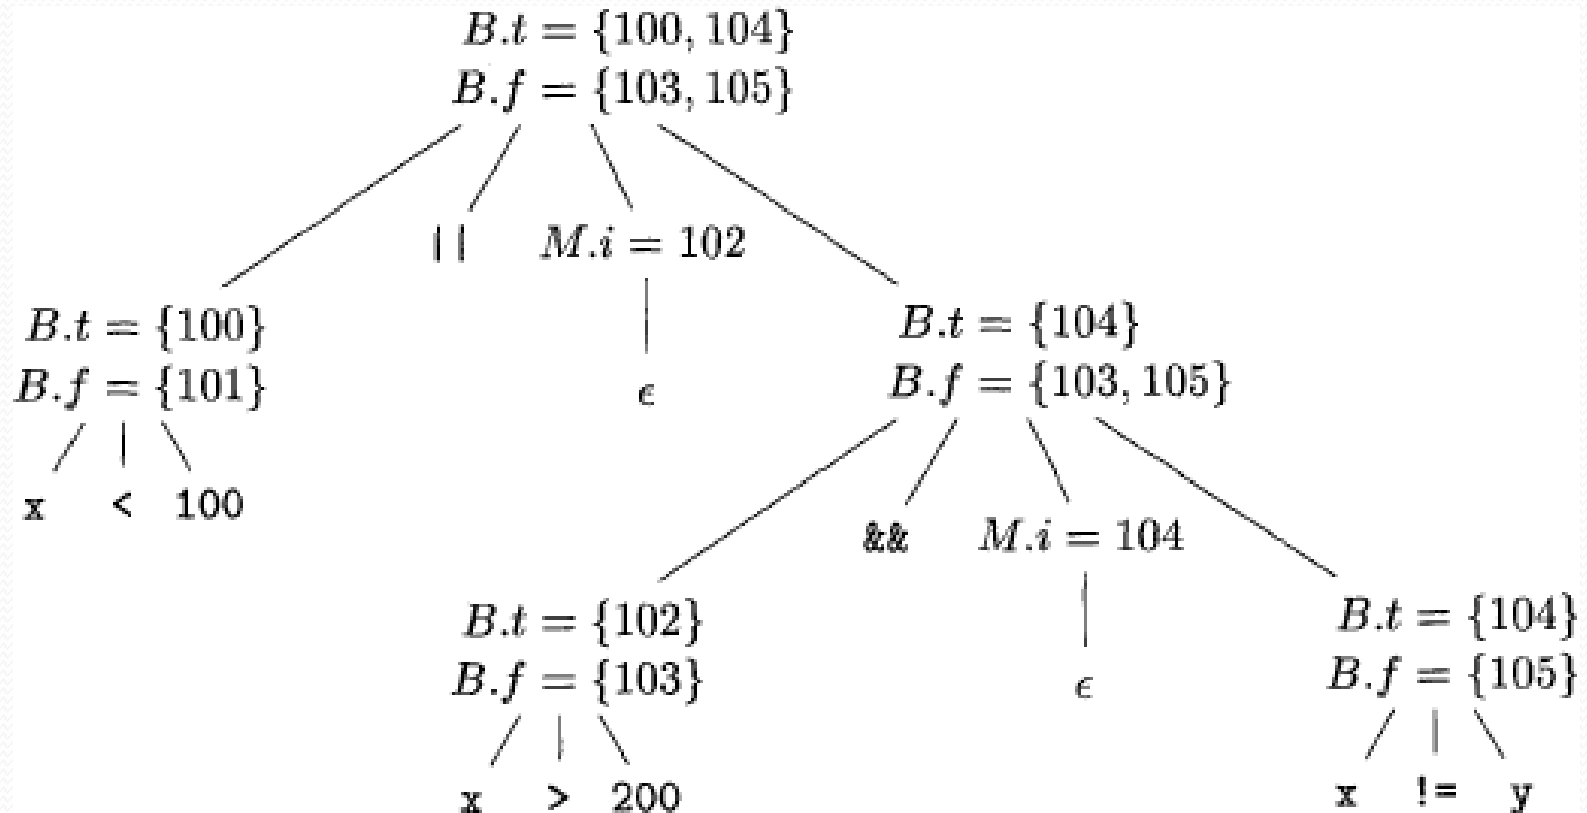 B.t = {100, 104}
B.f = {103, 105}
|| M.i = 102
B.t = {100}
B.f = {101}
ϵ
B.t = {104}
B.f = {103, 105}
x < 100
&& M.i = 104
B.t = {102}
B.f = {103}
ϵ
B.t = {104}
B.f = {105}
x > 200
x != y